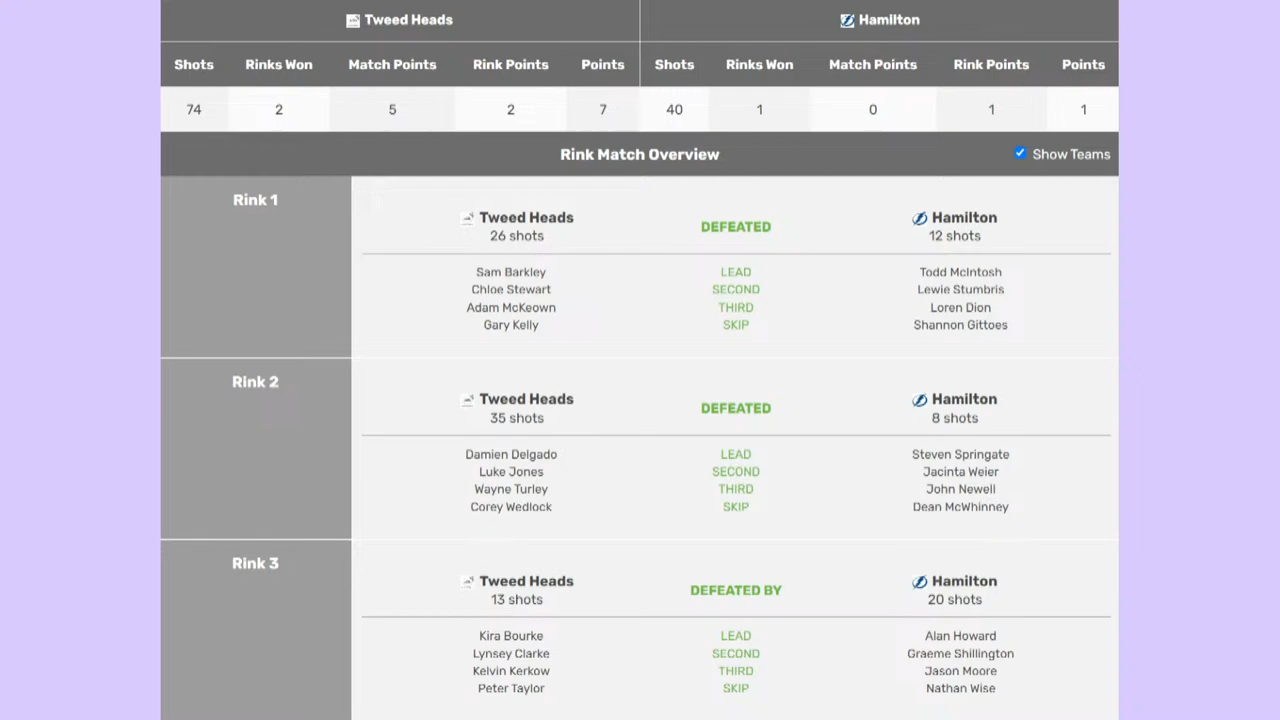 Tweed Heads Hamilton
Shots Rinks Won Match Points Rink Points Points Shots Rinks Won Match Points Rink Points Points
74 2 5 2 7 40 1 0 1 1
Rink Match Overview Show Teams
Rink 1
Tweed Heads DEFEATED Hamilton
26 shots 12 shots
Sam Barkley LEAD Todd McIntosh
Chloe Stewart SECOND Lewie Stumbris
Adam McKeown THIRD Loren Dion
Gary Kelly SKIP Shannon Gittoes
Rink 2
Tweed Heads DEFEATED Hamilton
35 shots 8 shots
Damien Delgado LEAD Steven Springate
Luke Jones SECOND Jacinta Weier
Wayne Turley THIRD John Newell
Corey Wedlock SKIP Dean McWhinney
Rink 3
Tweed Heads DEFEATED BY Hamilton
13 shots 20 shots
Kira Bourke LEAD Alan Howard
Lynsey Clarke SECOND Graeme Shillington
Kelvin Kerkow THIRD Jason Moore
Peter Taylor SKIP Nathan Wise